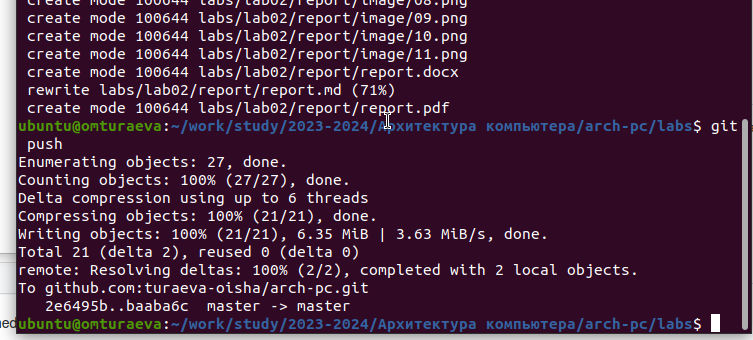 create mode 100644 labs/lab02/report/image/08.png
create mode 100644 labs/lab02/report/image/09.png
create mode 100644 labs/lab02/report/image/10.png
create mode 100644 labs/lab02/report/image/11.png
create mode 100644 labs/lab02/report/report.docx
rewrite labs/lab02/report/report.md (71%)
create mode 100644 labs/lab02/report/report.pdf
ubuntu@omturaeva:~/work/study/2023-2024/Архитектура компьютера/arch-pc/labs$ git
push
Enumerating objects: 27, done.
Counting objects: 100% (27/27), done.
Delta compression using up to 6 threads
Compressing objects: 100% (21/21), done.
Writing objects: 100% (21/21), 6.35 MiB | 3.63 MiB/s, done.
Total 21 (delta 2), reused 0 (delta 0)
remote: Resolving deltas: 100% (2/2), completed with 2 local objects.
To github.com:turaeva-oisha/arch-pc.git
2e6495b..baaba6c master -> master
ubuntu@omturaeva:~/work/study/2023-2024/Архитектура компьютера/arch-pc/labs$